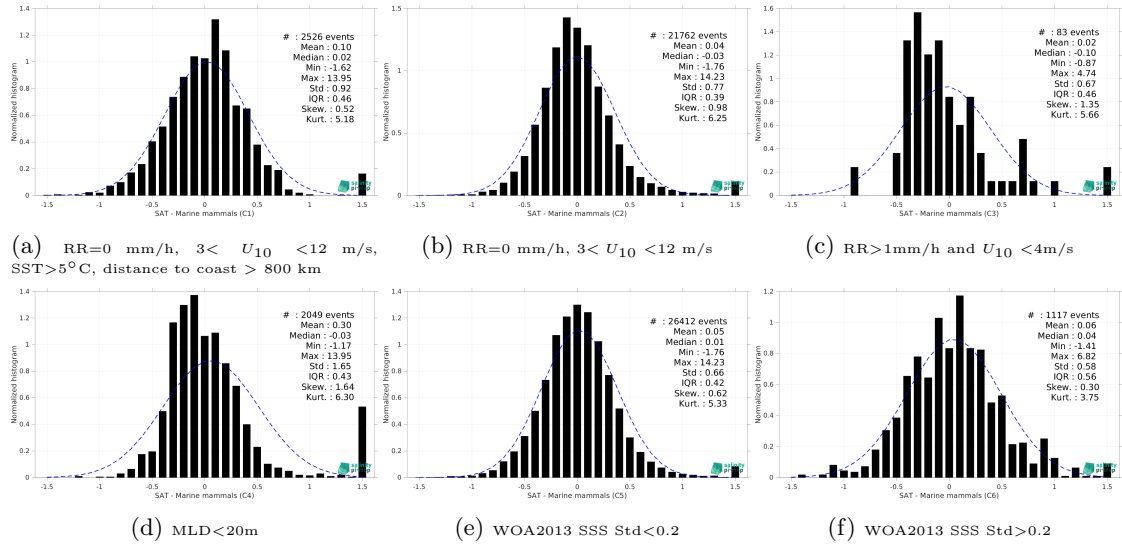 # : 2526 events
Mean : 0.10
Median : 0.02
Min : -1.62
Max : 13.95
Std : 0.92
IQR : 0.46
Skew. : 0.52
Kurt. : 5.18
Normalized histogram
1.4
1.2
1
0.8
0.6
0.4
0.2
0
-1.5 -1 -0.5 0 0.5 1 1.5
SAT - Marine mammals (C1)
salinity
pi-mep
(a) RR=0 mm/h, 3< U10 <12 m/s,
SST>5°C, distance to coast > 800 km
# : 21762 events
Mean : 0.04
Median : -0.03
Min : -1.76
Max : 14.23
Std : 0.77
IQR : 0.39
Skew. : 0.98
Kurt. : 6.25
Normalized histogram
1.5
1
0.5
0
-1.5 -1 -0.5 0 0.5 1 1.5
SAT - Marine mammals (C2)
salinity
pi-mep
(b) RR=0 mm/h, 3< U10 <12 m/s
# : 83 events
Mean : 0.02
Median : -0.10
Min : -0.87
Max : 4.74
Std : 0.67
IQR : 0.46
Skew. : 1.35
Kurt. : 5.66
Normalized histogram
1.6
1.4
1.2
1
0.8
0.6
0.4
0.2
0
-1.5 -1 -0.5 0 0.5 1 1.5
SAT - Marine mammals (C3)
salinity
pi-mep
(c) RR>1mm/h and U10 <4m/s
# : 2049 events
Mean : 0.30
Median : -0.03
Min : -1.17
Max : 13.95
Std : 1.65
IQR : 0.43
Skew. : 1.64
Kurt. : 6.30
Normalized histogram
1.4
1.2
1
0.8
0.6
0.4
0.2
0
-1.5 -1 -0.5 0 0.5 1 1.5
SAT - Marine mammals (C4)
salinity
pi-mep
(d) MLD<20m
# : 26412 events
Mean : 0.05
Median : 0.01
Min : -1.76
Max : 14.23
Std : 0.66
IQR : 0.42
Skew. : 0.62
Kurt. : 5.33
Normalized histogram
1.4
1.2
1
0.8
0.6
0.4
0.2
0
-1.5 -1 -0.5 0 0.5 1 1.5
SAT - Marine mammals (C5)
salinity
pi-mep
(e) WOA2013 SSS Std<0.2
# : 1117 events
Mean : 0.06
Median : 0.04
Min : -1.41
Max : 6.82
Std : 0.58
IQR : 0.56
Skew. : 0.30
Kurt. : 3.75
Normalized histogram
1.2
1
0.8
0.6
0.4
0.2
0
-1.5 -1 -0.5 0 0.5 1 1.5
SAT - Marine mammals (C6)
salinity
pi-mep
(f) WOA2013 SSS Std>0.2